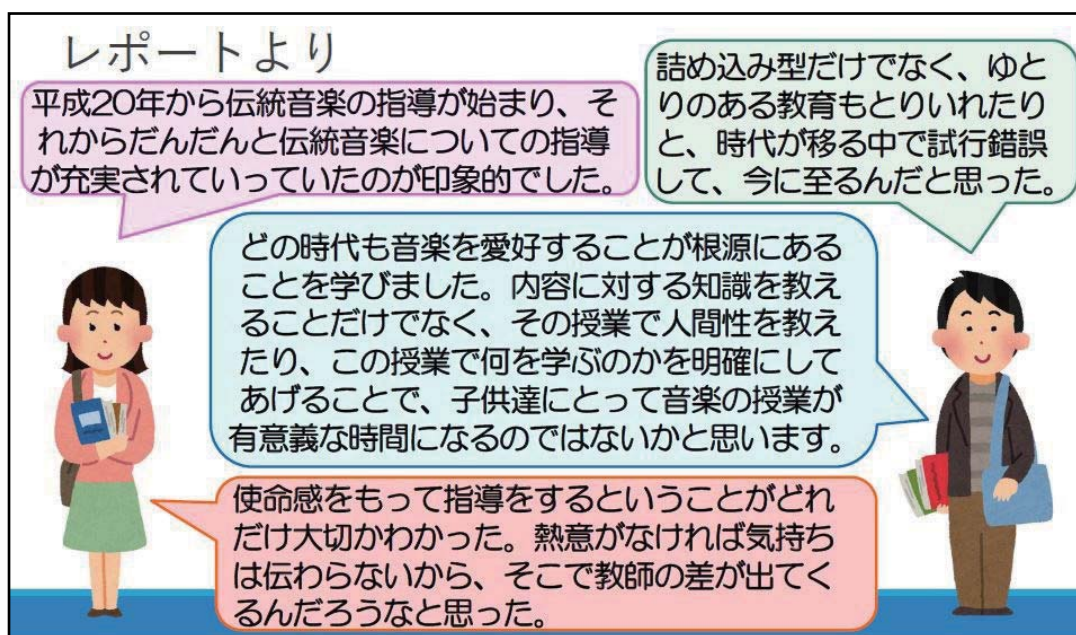 レポートより
平成20年から伝統音楽の指導が始まり、そ
れからだんだんと伝統音楽についての指導
が充実されていっていたのが印象的でした。
詰め込み型だけでなく、ゆと
りのある教育もとりいれたり
と、時代が移る中で試行錯誤
して、今に至るんだと思った。
どの時代も音楽を愛好することが根源にある
ことを学びました。内容に対する知識を教え
ることだけでなく、その授業で人間性を教え
たり、この授業で何を学ぶのかを明確にして
あげることで、子供達にとって音楽の授業が
有意義な時間になるのではないかと思います。
使命感をもって指導をするということがどれ
だけ大切かわかった。熱意がなければ気持ち
は伝わらないから、そこで教師の差が出てく
るんだろうなと思った。